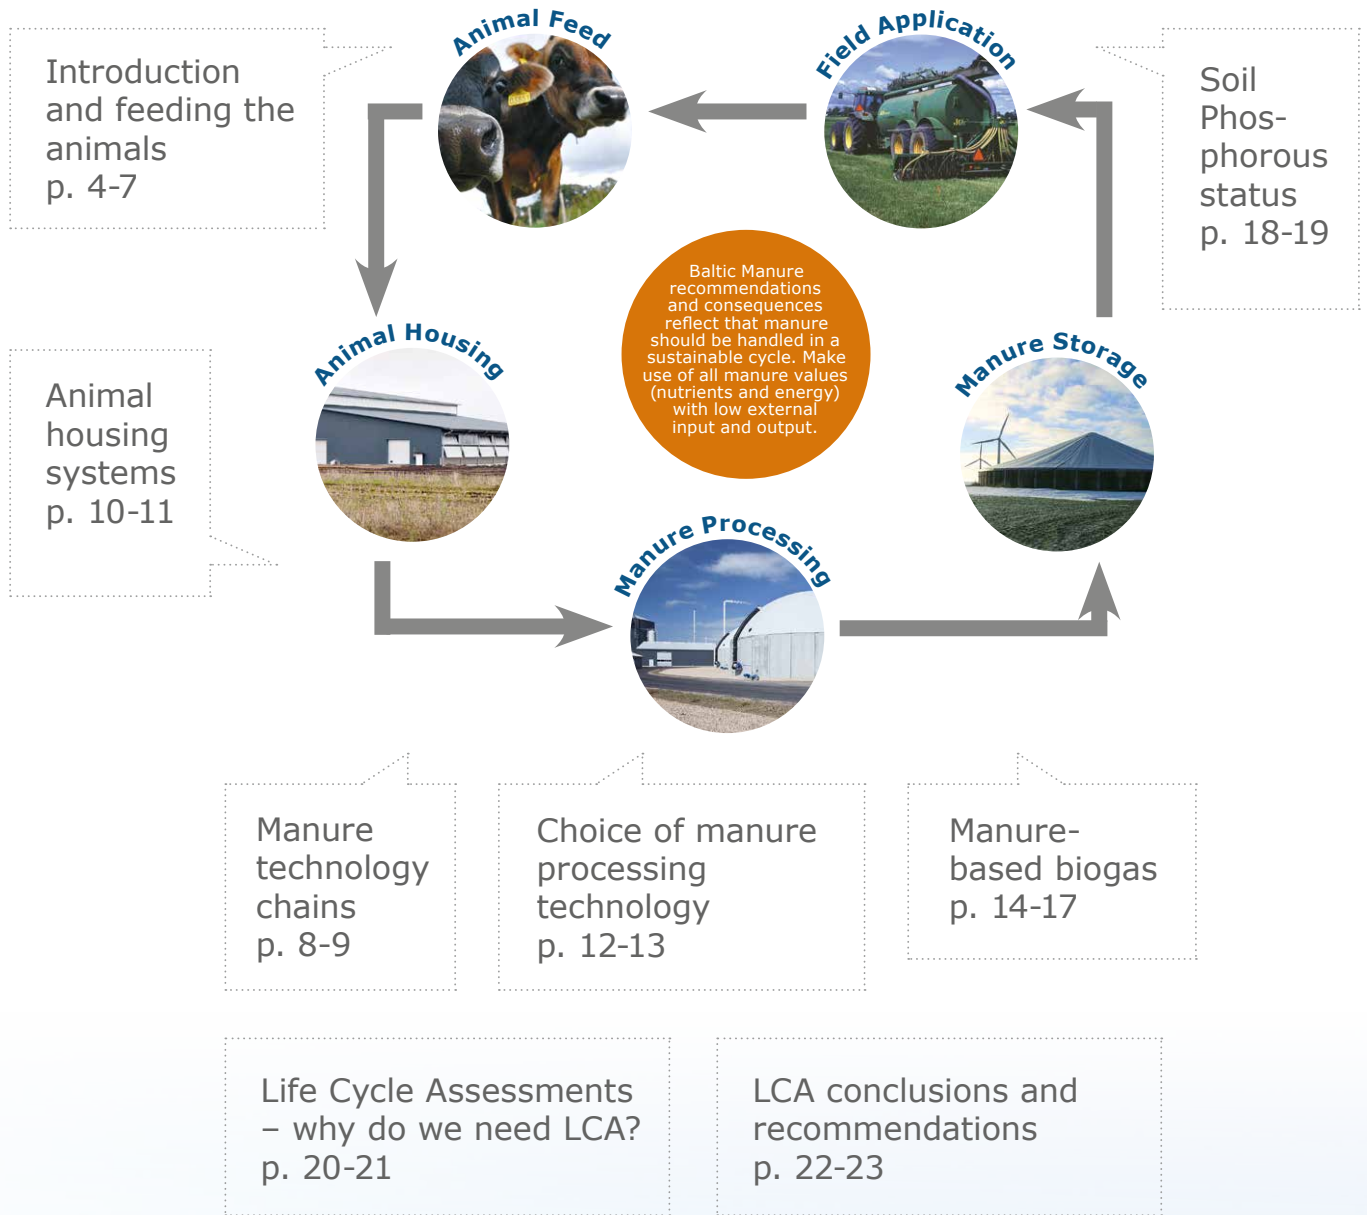 Animal Feed
Field Application
Introduction
and feeding the
animals
p. 4-7
Soil
Phos-
phorous
status
p. 18-19
Baltic Manure
recommendations
and consequences
reflect that manure
should be handled in a
sustainable cycle. Make
use of all manure values
(nutrients and energy)
with low external
input and output.
Animal Housing
Manure Storage
Animal
housing
systems
p. 10-11
Manure Processing
Manure
technology
chains
p. 8-9
Choice of manure
processing
technology
p. 12-13
Manure-
based biogas
p. 14-17
Life Cycle Assessments
– why do we need LCA?
p. 20-21
LCA conclusions and
recommendations
p. 22-23